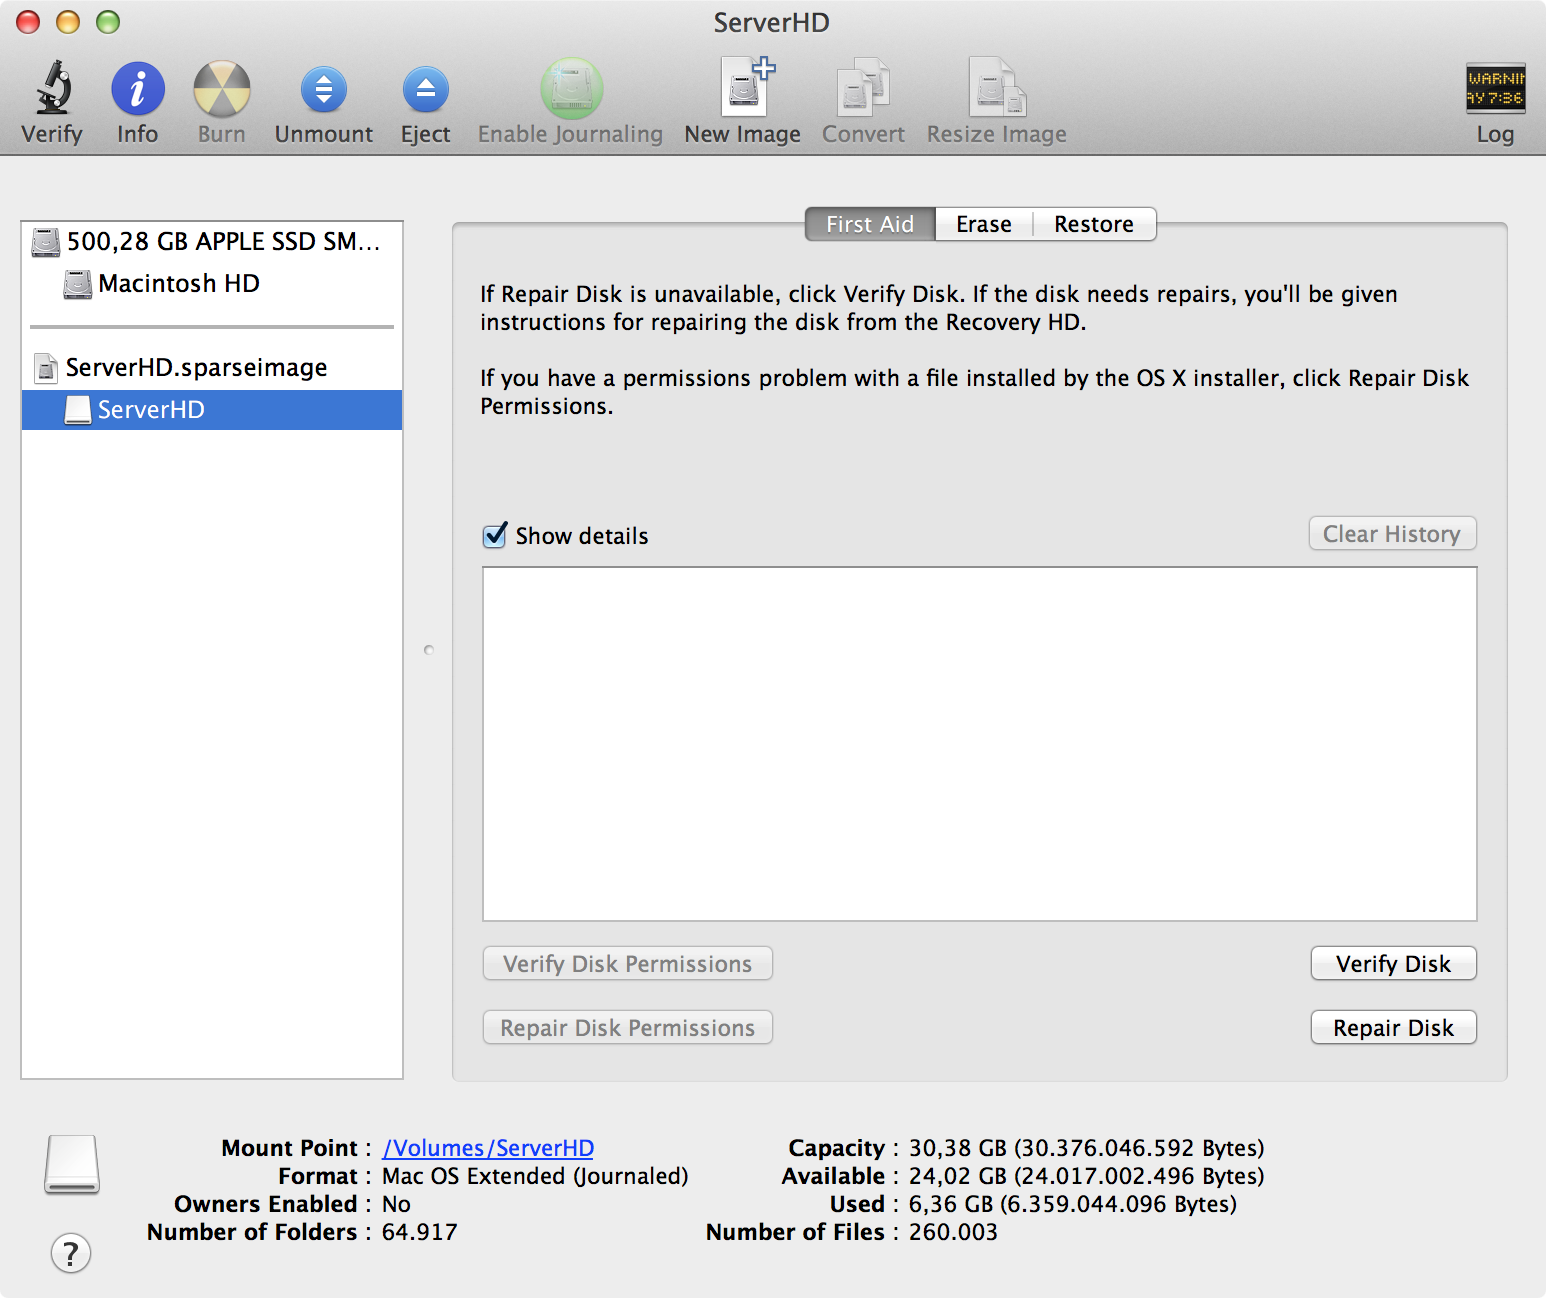 ServerHD
Verify Info Burn Unmount Eject Enable Journaling New Image Convert Resize Image Log
WARNIN
AY 7:36
500,28 GB APPLE SSD SM...
Macintosh HD
ServerHD.sparseimage
ServerHD
First Aid Erase Restore
If Repair Disk is unavailable, click Verify Disk. If the disk needs repairs, you'll be given
instructions for repairing the disk from the Recovery HD.
If you have a permissions problem with a file installed by the OS X installer, click Repair Disk
Permissions.
Show details
Clear History
Verify Disk Permissions
Verify Disk
Repair Disk Permissions
Repair Disk
Mount Point : /Volumes/ServerHD
Format : Mac OS Extended (Journaled)
Owners Enabled : No
Number of Folders : 64.917
Capacity : 30,38 GB (30.376.046.592 Bytes)
Available : 24,02 GB (24.017.002.496 Bytes)
Used : 6,36 GB (6.359.044.096 Bytes)
Number of Files : 260.003
?